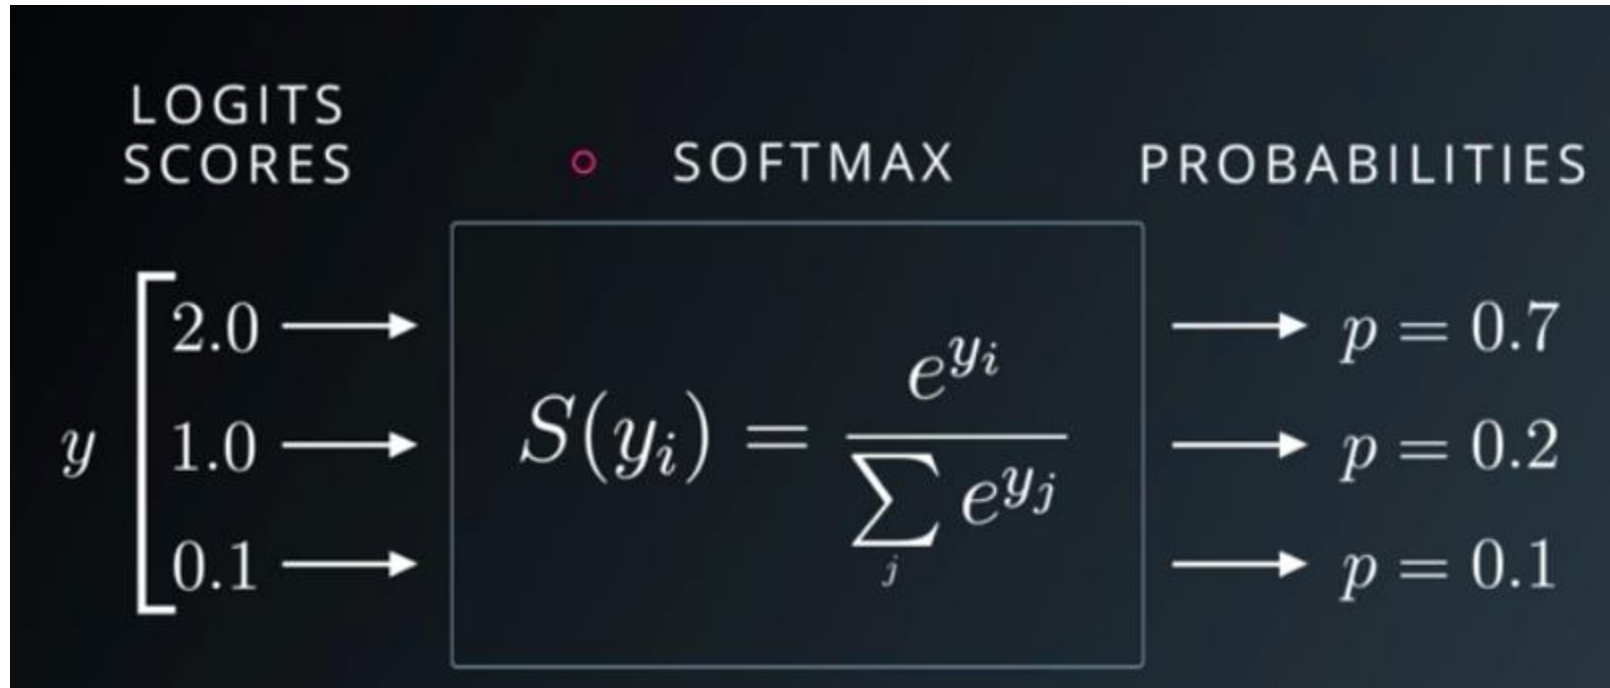 LOGITS
SCORES
SOFTMAX
PROBABILITIES
y
2.0
1.0
0.1
S(y_i) = e^{y_i} / \sum_j e^{y_j}
p = 0.7
p = 0.2
p = 0.1